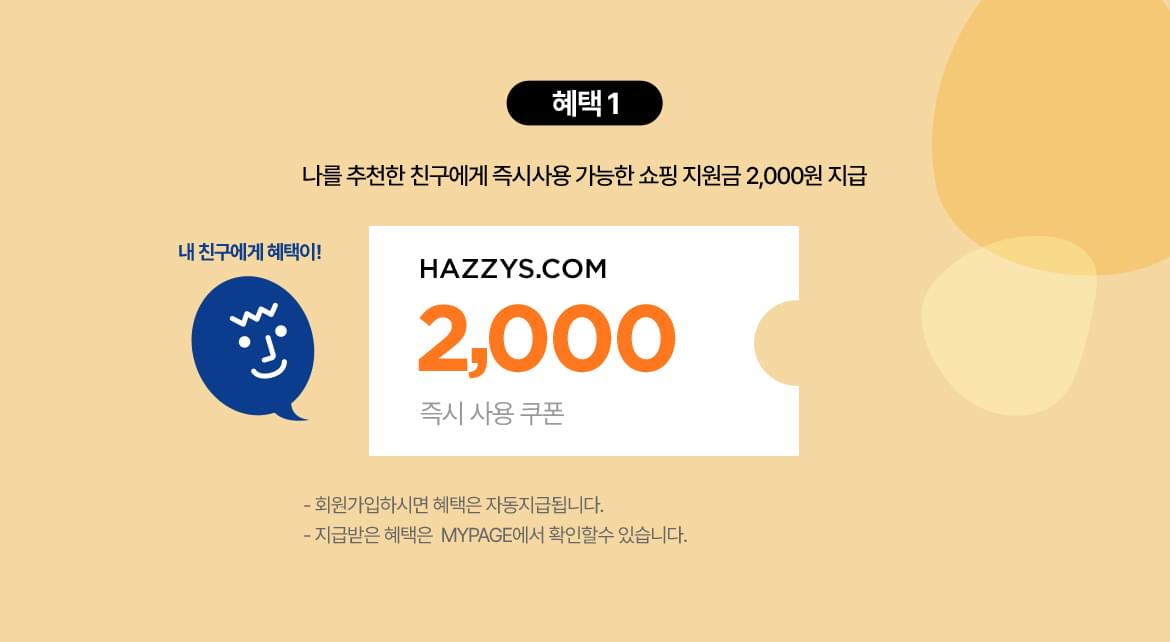 혜택 1
나를 추천한 친구에게 즉시사용 가능한 쇼핑 지원금 2,000원 지급
내 친구에게 혜택이!
HAZZYS.COM
2,000
즉시 사용 쿠폰
- 회원가입하시면 혜택은 자동지급됩니다.
- 지급받은 혜택은 MYPAGE에서 확인할수 있습니다.